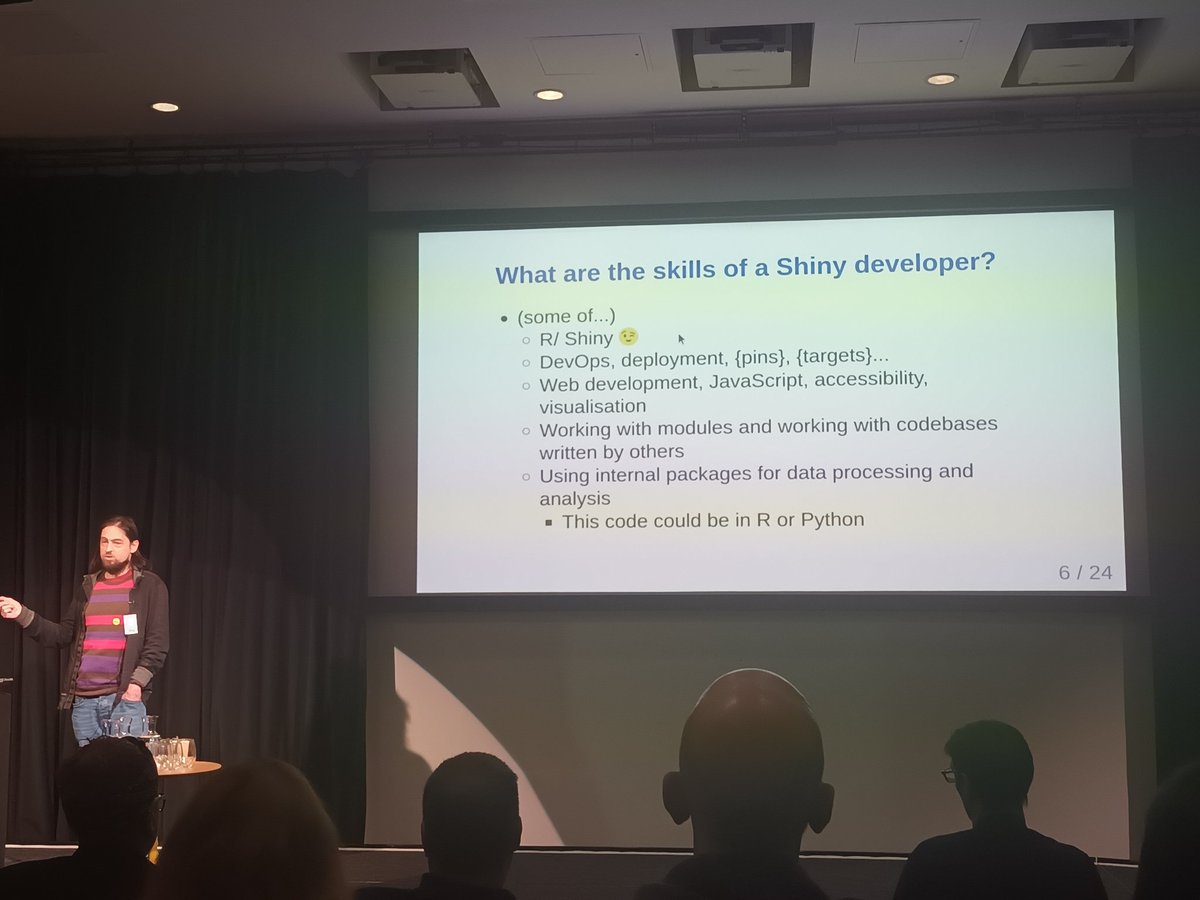 What are the skills of a Shiny developer?
• (some of...)
○ R/ Shiny 😉
○ DevOps, deployment, {pins}, {targets}...
○ Web development, JavaScript, accessibility,
visualisation
○ Working with modules and working with codebases
written by others
○ Using internal packages for data processing and
analysis
▪ This code could be in R or Python
6 / 24